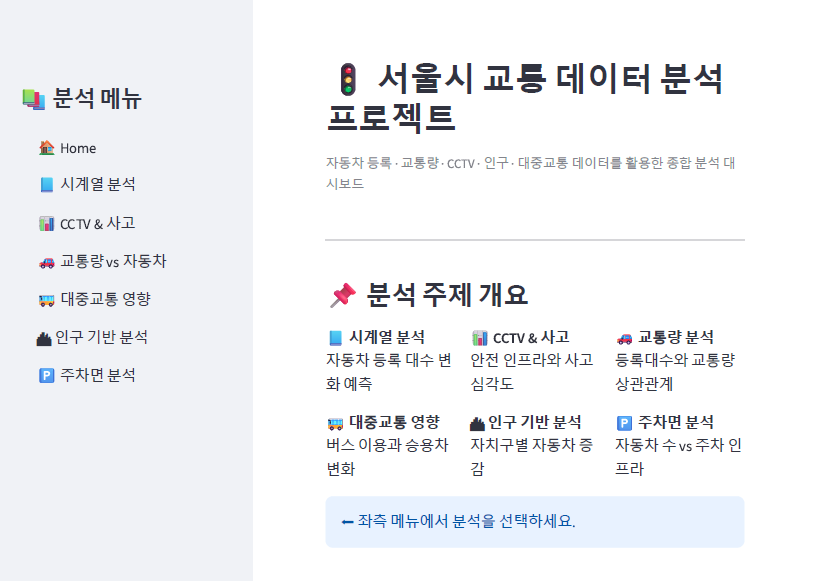 분석 메뉴
Home
시계열 분석
CCTV & 사고
교통량 vs 자동차
대중교통 영향
인구 기반 분석
P 주차면 분석
서울시 교통 데이터 분석
프로젝트
자동차 등록 · 교통량 · CCTV · 인구 · 대중교통 데이터를 활용한 종합 분석 대
시보드
분석 주제 개요
시계열 분석
자동차 등록 대수 변
화 예측
CCTV & 사고
안전 인프라와 사고
심각도
교통량 분석
등록대수와 교통량
상관관계
대중교통 영향
버스 이용과 승용차
변화
인구 기반 분석
자치구별 자동차 증
감
P 주차면 분석
자동차 수 vs 주차 인
프라
← 좌측 메뉴에서 분석을 선택하세요.